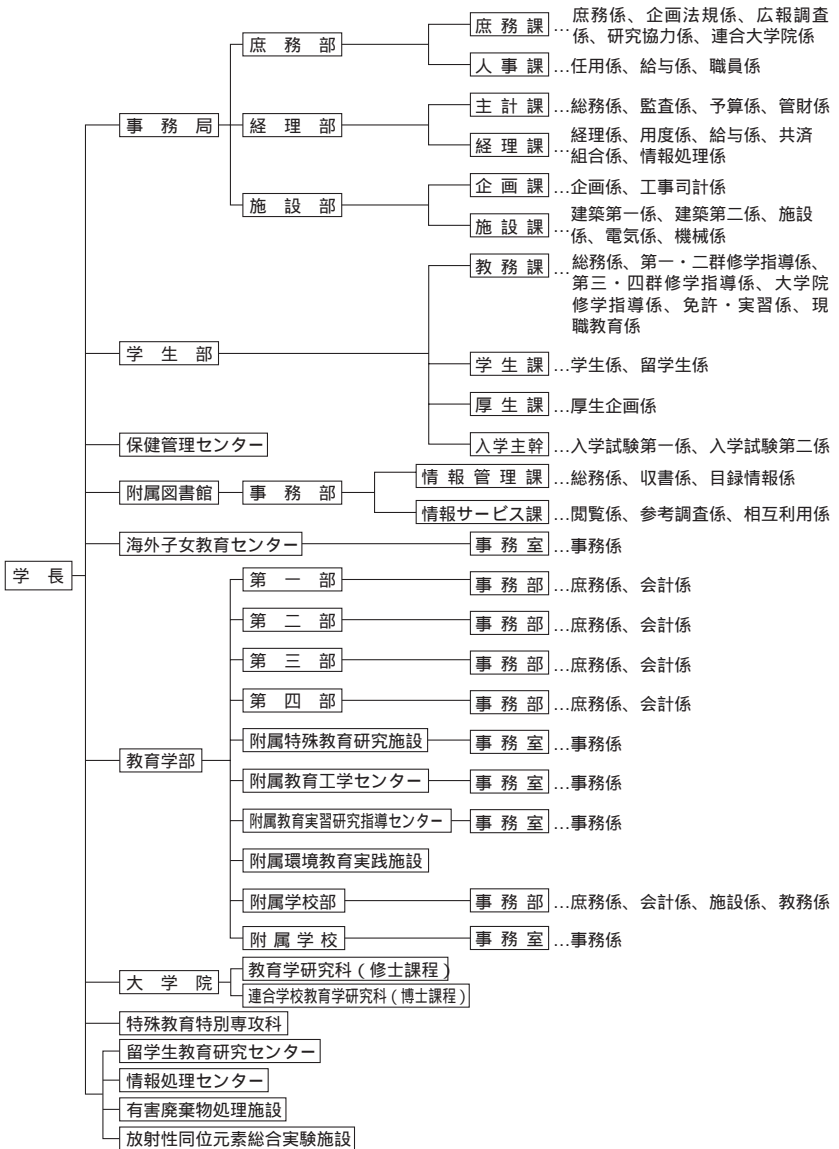 庶務部
庶務課…庶務係、企画法規係、広報調査
係、研究協力係、連合大学院係
人事課…任用係、給与係、職員係
事務局
経理部
主計課…総務係、監査係、予算係、管財係
経理課…経理係、用度係、給与係、共済
組合係、情報処理係
施設部
企画課…企画係、工事司計係
施設課…建築第一係、建築第二係、施設
係、電気係、機械係
学生部
教務課…総務係、第一・二群修学指導係、
第三・四群修学指導係、大学院
修学指導係、免許・実習係、現
職教育係
学生課…学生係、留学生係
厚生課…厚生企画係
入学主幹…入学試験第一係、入学試験第二係
保健管理センター
附属図書館
事務部
情報管理課…総務係、収書係、目録情報係
情報サービス課…閲覧係、参考調査係、相互利用係
海外子女教育センター
事務室…事務係
学長
教育学部
第一部
事務部…庶務係、会計係
第二部
事務部…庶務係、会計係
第三部
事務部…庶務係、会計係
第四部
事務部…庶務係、会計係
附属特殊教育研究施設
事務室…事務係
附属教育工学センター
事務室…事務係
附属教育実習研究指導センター
事務室…事務係
附属環境教育実践施設
附属学校部
事務部…庶務係、会計係、施設係、教務係
附属学校
事務室…事務係
大学院
教育学研究科(修士課程)
連合学校教育学研究科(博士課程)
特殊教育特別専攻科
留学生教育研究センター
情報処理センター
有害廃棄物処理施設
放射性同位元素総合実験施設